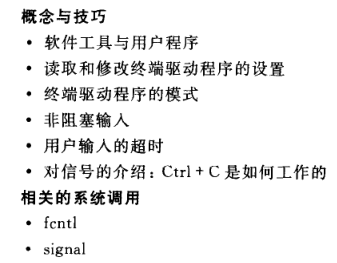 概念与技巧
• 软件工具与用户程序
• 读取和修改终端驱动程序的设置
• 终端驱动程序的模式
• 非阻塞输入
• 用户输入的超时
• 对信号的介绍：Ctrl + C 是如何工作的
相关的系统调用
• fcntl
• signal